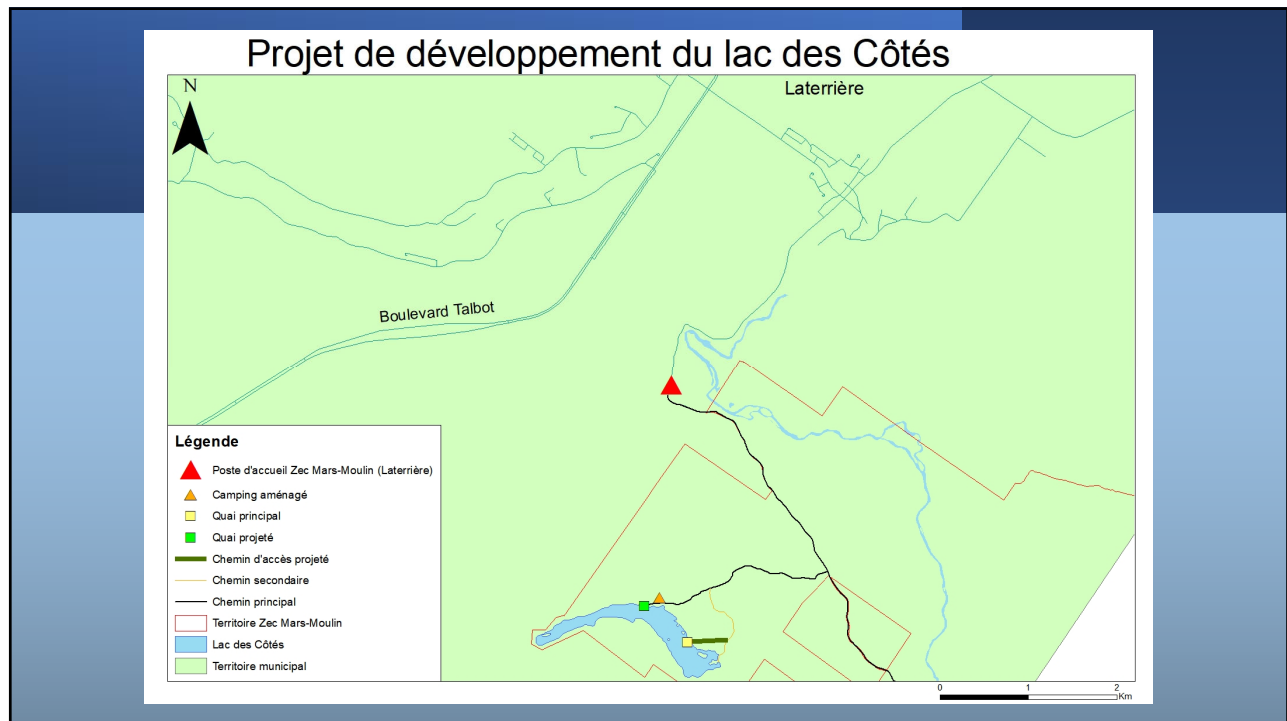 Projet de développement du lac des Côtés
N
Laterrière
Boulevard Talbot
Légende
Poste d'accueil Zec Mars-Moulin (Laterrière)
Camping aménagé
Quai principal
Quai projeté
Chemin d'accès projeté
Chemin secondaire
Chemin principal
Territoire Zec Mars-Moulin
Lac des Côtés
Territoire municipal
0 1 2
Km